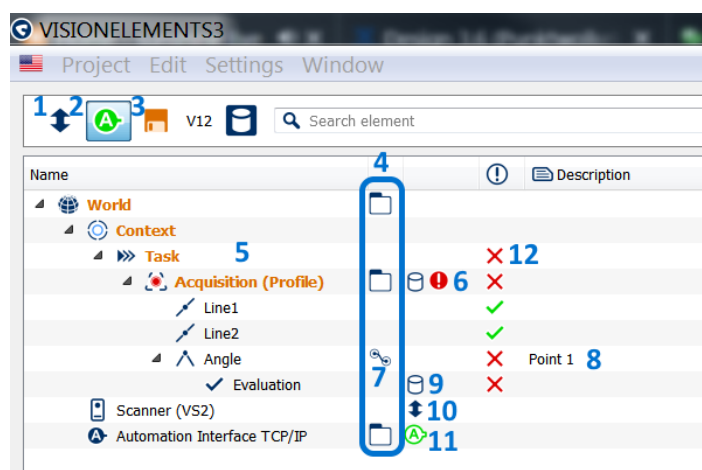 VISIONELEMENTS3
Project Edit Settings Window
1 2 3 V12 Search element
4
Name Description
World
Context
Task 5 12
Acquisition (Profile) 6
Line1
Line2
Angle 7 Point 1 8
Evaluation 9
Scanner (VS2) 10
Automation Interface TCP/IP 11